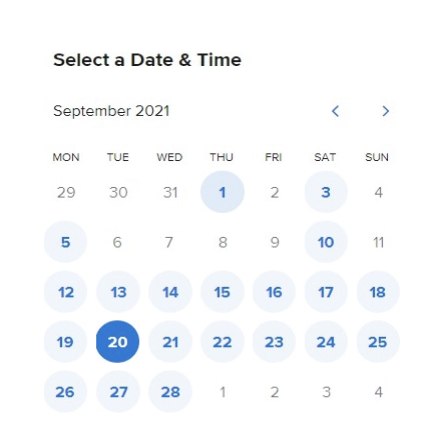 Select a Date & Time
September 2021
MON TUE WED THU FRI SAT SUN
29 30 31 1 2 3 4
5 6 7 8 9 10 11
12 13 14 15 16 17 18
19 20 21 22 23 24 25
26 27 28 1 2 3 4